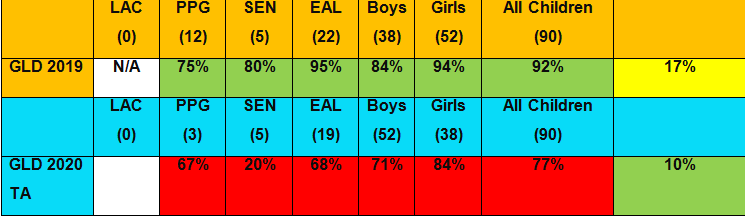 LAC PPG SEN EAL Boys Girls All Children
(0) (12) (5) (22) (38) (52) (90)
GLD 2019 N/A 75% 80% 95% 84% 94% 92% 17%
LAC PPG SEN EAL Boys Girls All Children
(0) (3) (5) (19) (52) (38) (90)
GLD 2020 67% 20% 68% 71% 84% 77% 10%
TA